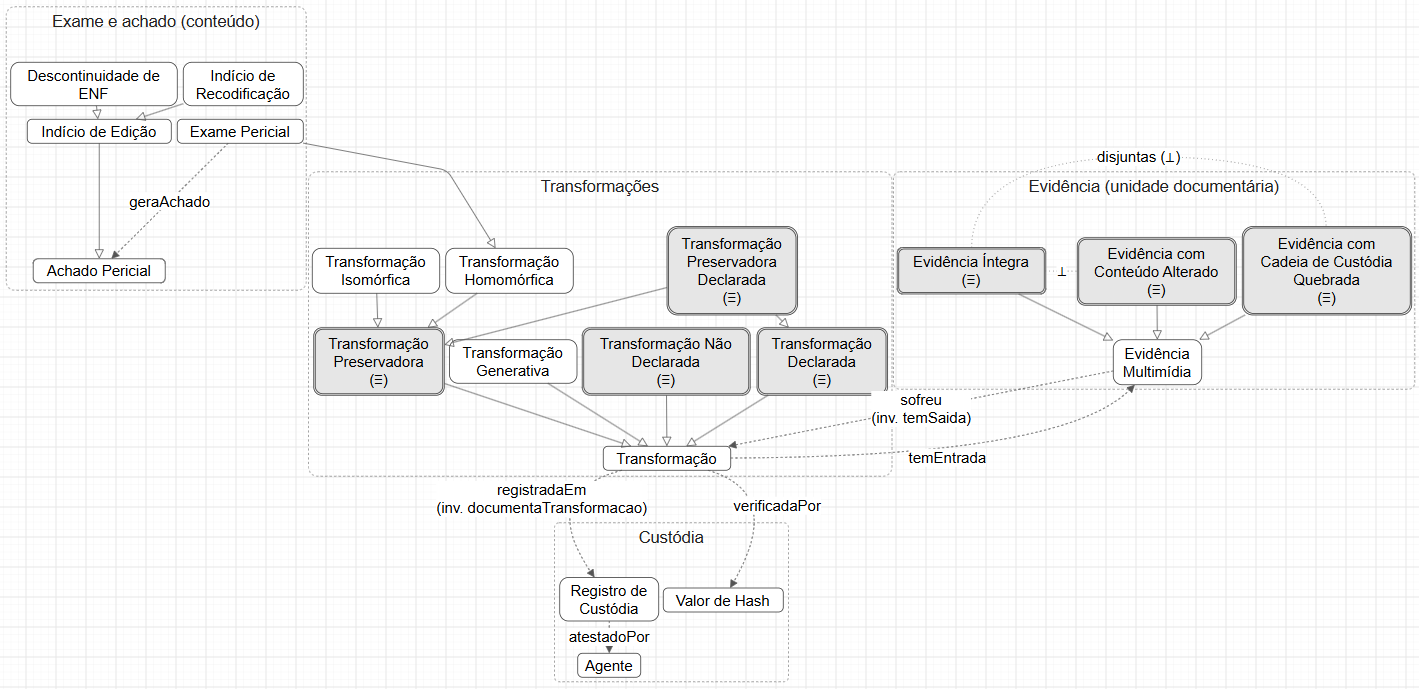 Exame e achado (conteúdo)
Descontinuidade de
ENF
Indício de
Recodificação
Indício de Edição
Exame Pericial
geraAchado
Achado Pericial
Transformações
Transformação
Isomórfica
Transformação
Homomórfica
Transformação
Preservadora
Declarada
(Ξ)
Transformação
Preservadora
(Ξ)
Transformação
Generativa
Transformação Não
Declarada
(Ξ)
Transformação
Declarada
(Ξ)
Transformação
disjuntas (⊥)
Evidência (unidade documentária)
Evidência Íntegra
(Ξ)
⊥
Evidência com
Conteúdo Alterado
(Ξ)
Evidência com
Cadeia de Custódia
Quebrada
(Ξ)
Evidência
Multimídia
sofreu
(inv. temSaida)
temEntrada
registradaEm
(inv. documentaTransformacao)
verificadaPor
Custódia
Registro de
Custódia
Valor de Hash
atestadoPor
Agente